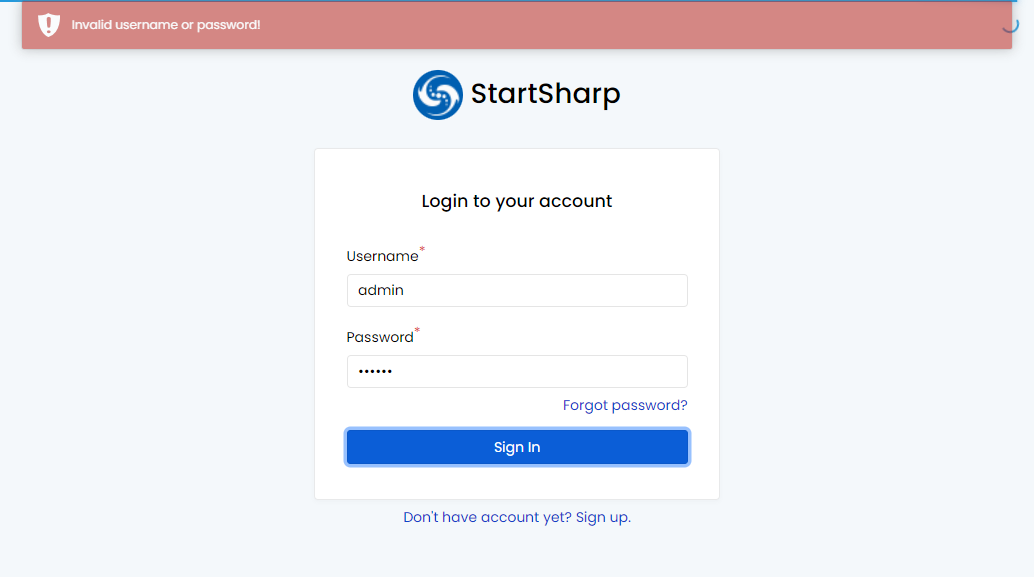 Invalid username or password!
StartSharp
Login to your account
Username*
admin
Password*
••••••
Forgot password?
Sign In
Don't have account yet? Sign up.